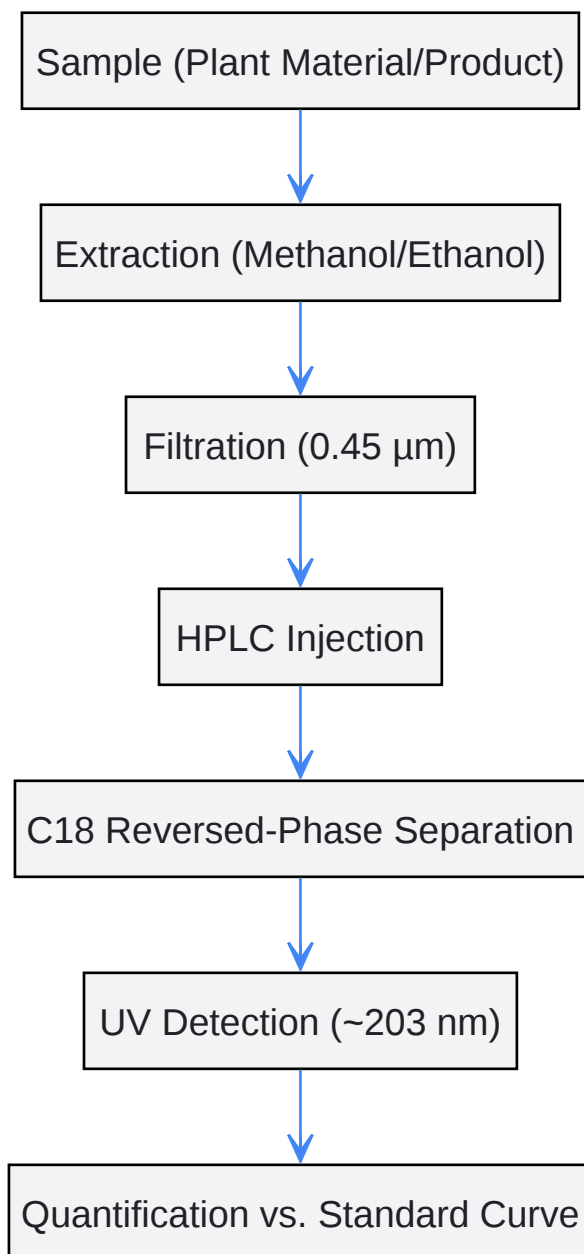 Sample (Plant Material/Product)
Extraction (Methanol/Ethanol)
Filtration (0.45 µm)
HPLC Injection
C18 Reversed-Phase Separation
UV Detection (~203 nm)
Quantification vs. Standard Curve